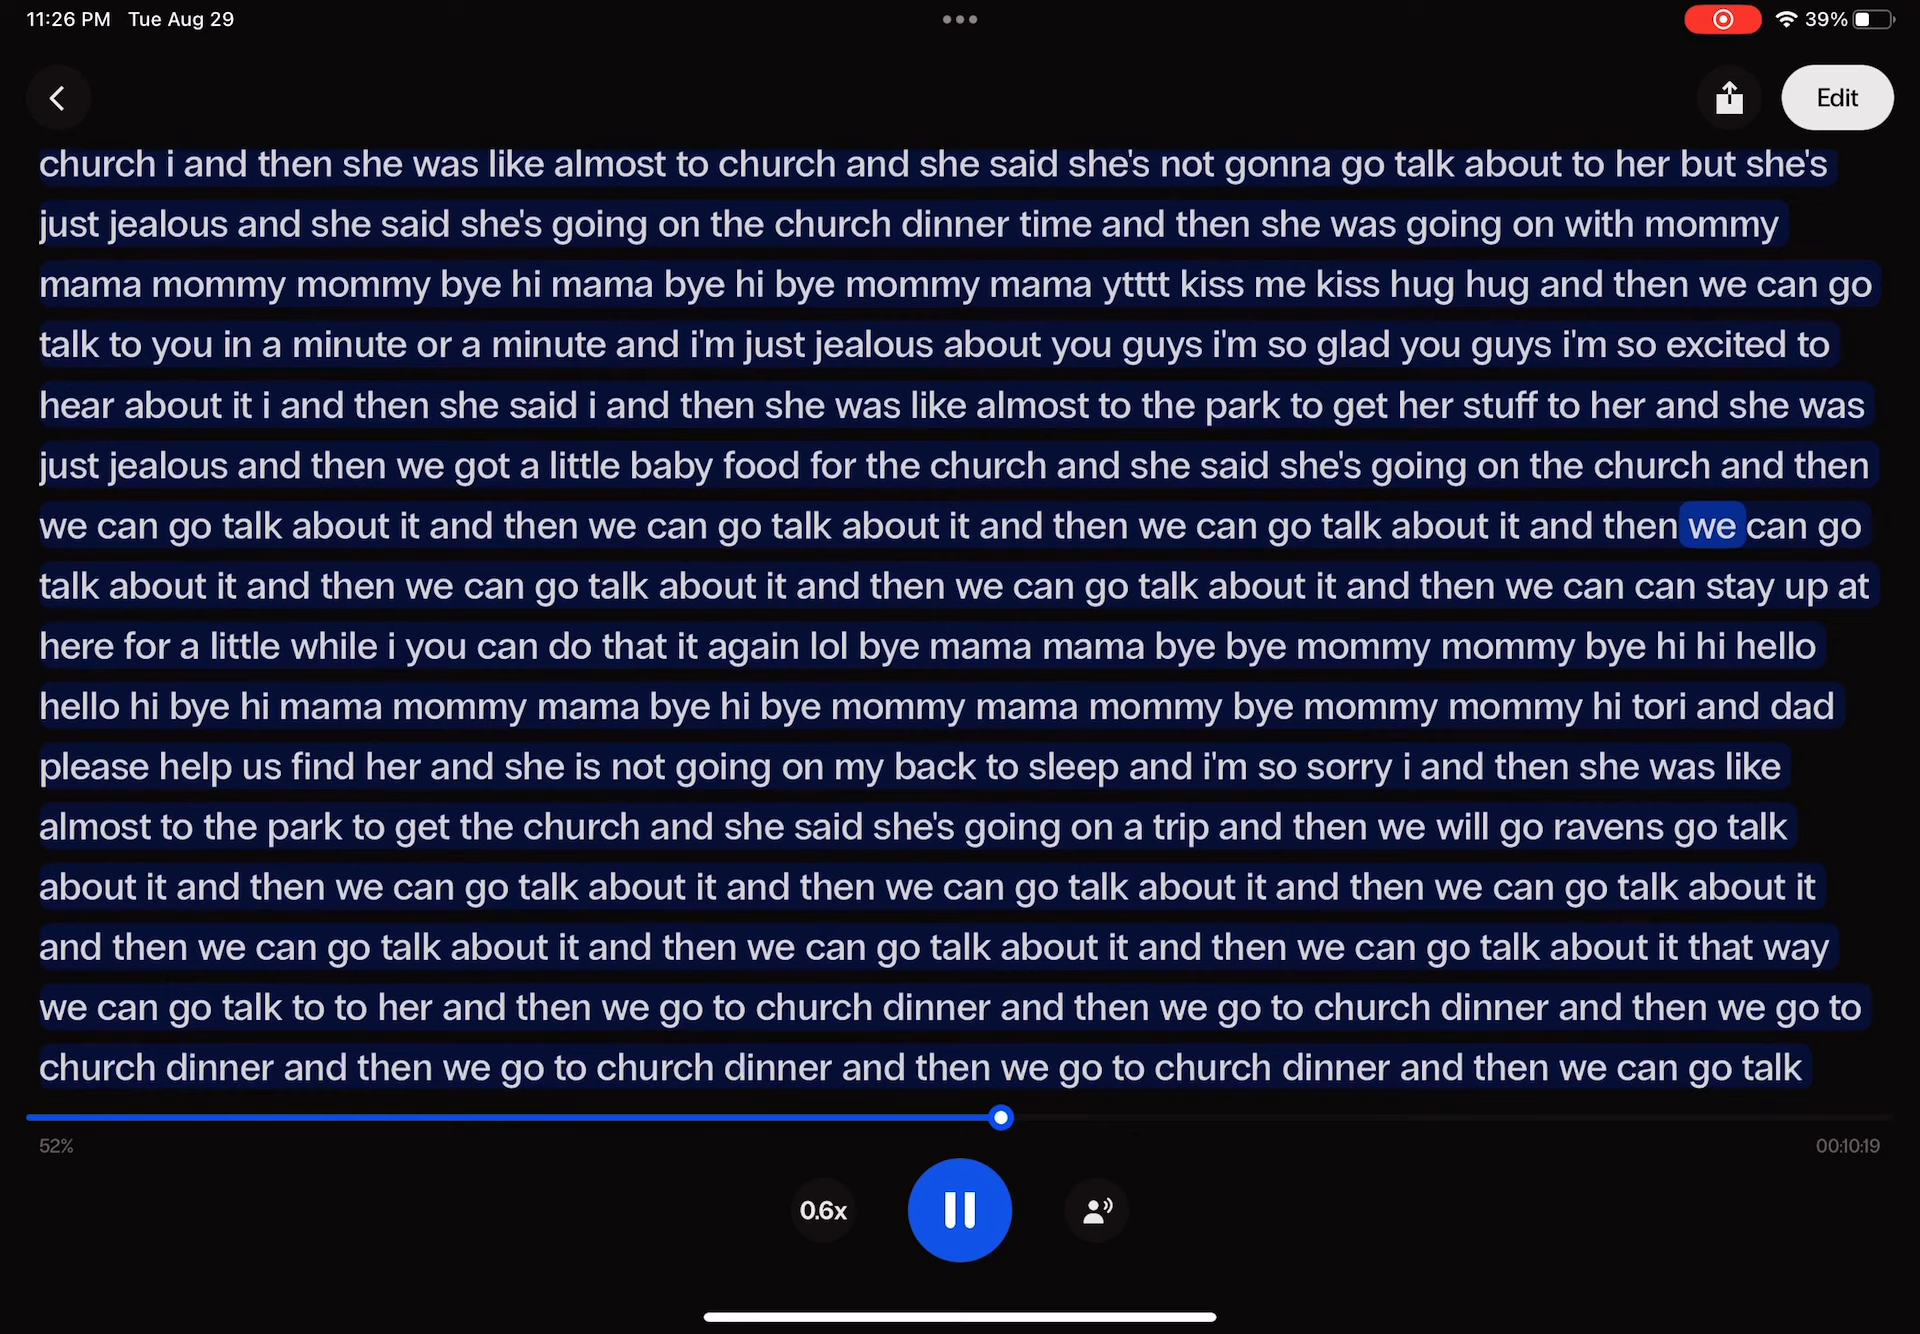 11:26 PM Tue Aug 29
39%
Edit
church i and then she was like almost to church and she said she's not gonna go talk about to her but she's
just jealous and she said she's going on the church dinner time and then she was going on with mommy
mama mommy mommy bye hi mama bye hi bye mommy mama ytttt kiss me kiss hug hug and then we can go
talk to you in a minute or a minute and i'm just jealous about you guys i'm so glad you guys i'm so excited to
hear about it i and then she said i and then she was like almost to the park to get her stuff to her and she was
just jealous and then we got a little baby food for the church and she said she's going on the church and then
we can go talk about it and then we can go talk about it and then we can go talk about it and then we can go
talk about it and then we can go talk about it and then we can go talk about it and then we can can stay up at
here for a little while i you can do that it again lol bye mama mama bye bye mommy mommy bye hi hi hello
hello hi bye hi mama mommy mama bye hi bye mommy mama mommy bye mommy mommy hi tori and dad
please help us find her and she is not going on my back to sleep and i'm so sorry i and then she was like
almost to the park to get the church and she said she's going on a trip and then we will go ravens go talk
about it and then we can go talk about it and then we can go talk about it and then we can go talk about it
and then we can go talk about it and then we can go talk about it and then we can go talk about it that way
we can go talk to to her and then we go to church dinner and then we go to church dinner and then we go to
church dinner and then we go to church dinner and then we go to church dinner and then we can go talk
52%
00:10:19
0.6x